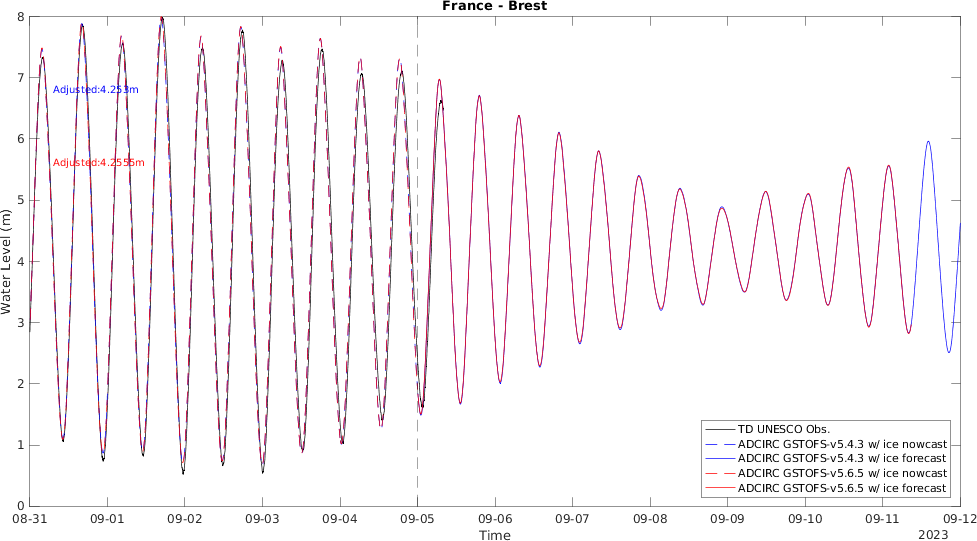 France - Brest
8
7
6
5
4
3
2
1
0
Water Level (m)
Adjusted:4.253m
Adjusted:4.2555m
TD UNESCO Obs.
ADCIRC GSTOFS-v5.4.3 w/ ice nowcast
ADCIRC GSTOFS-v5.4.3 w/ ice forecast
ADCIRC GSTOFS-v5.6.5 w/ ice nowcast
ADCIRC GSTOFS-v5.6.5 w/ ice forecast
08-31 09-01 09-02 09-03 09-04 09-05 09-06 09-07 09-08 09-09 09-10 09-11 09-12
Time
2023